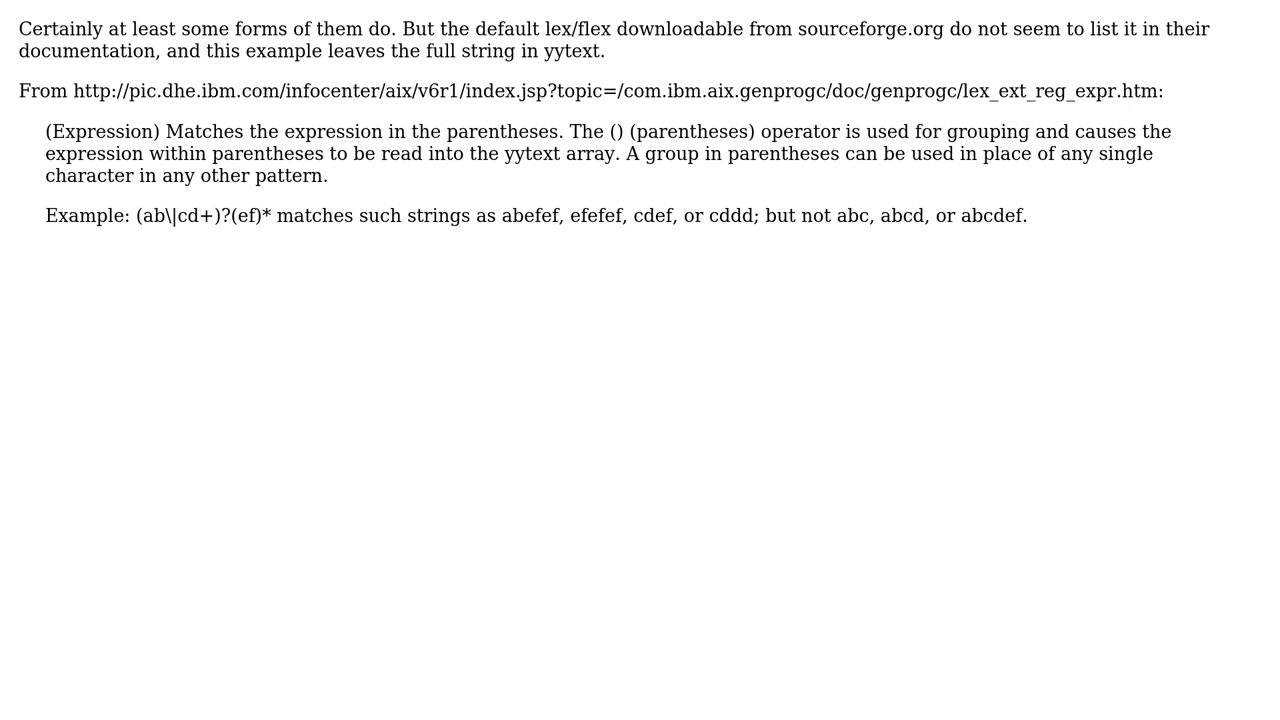 Certainly at least some forms of them do. But the default lex/flex downloadable from sourceforge.org do not seem to list it in their
documentation, and this example leaves the full string in yytext.
From http://pic.dhe.ibm.com/infocenter/aix/v6r1/index.jsp?topic=/com.ibm.aix.genprogc/doc/genprogc/lex_ext_reg_expr.htm:
(Expression) Matches the expression in the parentheses. The () (parentheses) operator is used for grouping and causes the
expression within parentheses to be read into the yytext array. A group in parentheses can be used in place of any single
character in any other pattern.
Example: (ab\|cd+)?(ef)* matches such strings as abefef, efefef, cdef, or cddd; but not abc, abcd, or abcdef.